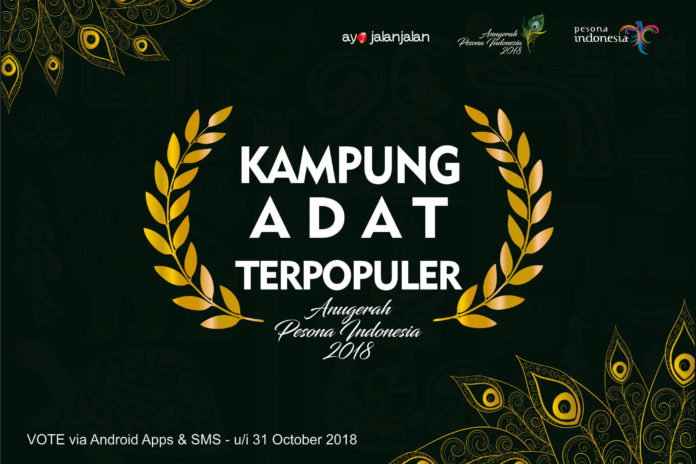 ayo jalanjalan
Anugerah
Pesona Indonesia
2018
pesona
indonesia
KAMPUNG
ADAT
TERPOPULER
Anugerah
Pesona Indonesia
2018
VOTE via Android Apps & SMS - u/i 31 October 2018